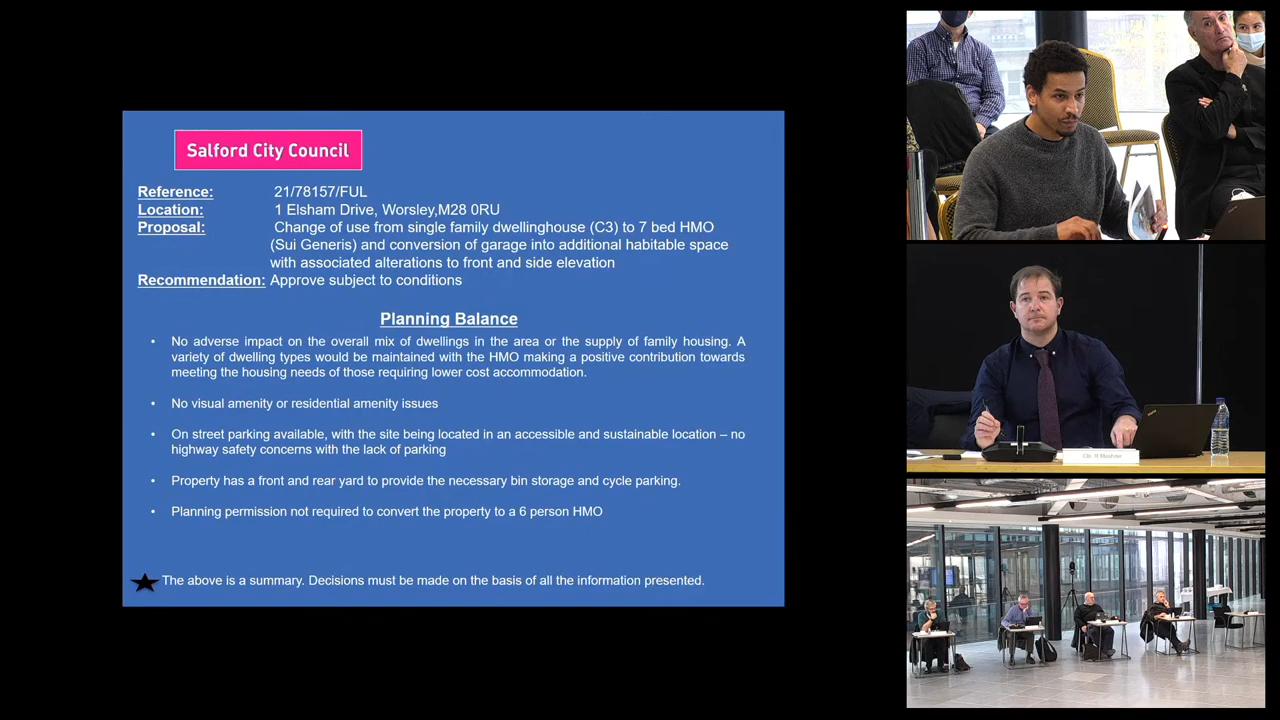 Salford City Council
Reference: 21/78157/FUL
Location: 1 Elsham Drive, Worsley,M28 0RU
Proposal: Change of use from single family dwellinghouse (C3) to 7 bed HMO
(Sui Generis) and conversion of garage into additional habitable space
with associated alterations to front and side elevation
Recommendation: Approve subject to conditions
Planning Balance
• No adverse impact on the overall mix of dwellings in the area or the supply of family housing. A
variety of dwelling types would be maintained with the HMO making a positive contribution towards
meeting the housing needs of those requiring lower cost accommodation.
• No visual amenity or residential amenity issues
• On street parking available, with the site being located in an accessible and sustainable location – no
highway safety concerns with the lack of parking
• Property has a front and rear yard to provide the necessary bin storage and cycle parking.
• Planning permission not required to convert the property to a 6 person HMO
The above is a summary. Decisions must be made on the basis of all the information presented.